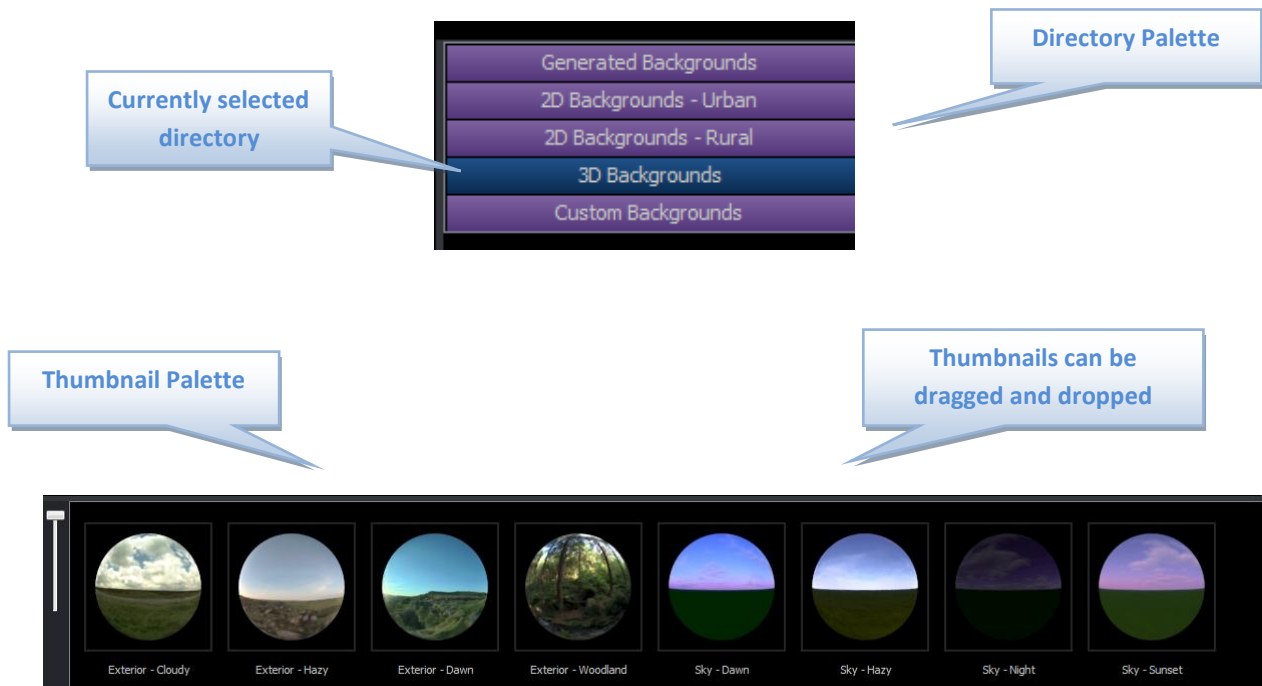 Directory Palette
Currently selected
directory
Generated Backgrounds
2D Backgrounds - Urban
2D Backgrounds - Rural
3D Backgrounds
Custom Backgrounds
Thumbnail Palette
Thumbnails can be
dragged and dropped
Exterior - Cloudy
Exterior - Hazy
Exterior - Dawn
Exterior - Woodland
Sky - Dawn
Sky - Hazy
Sky - Night
Sky - Sunset